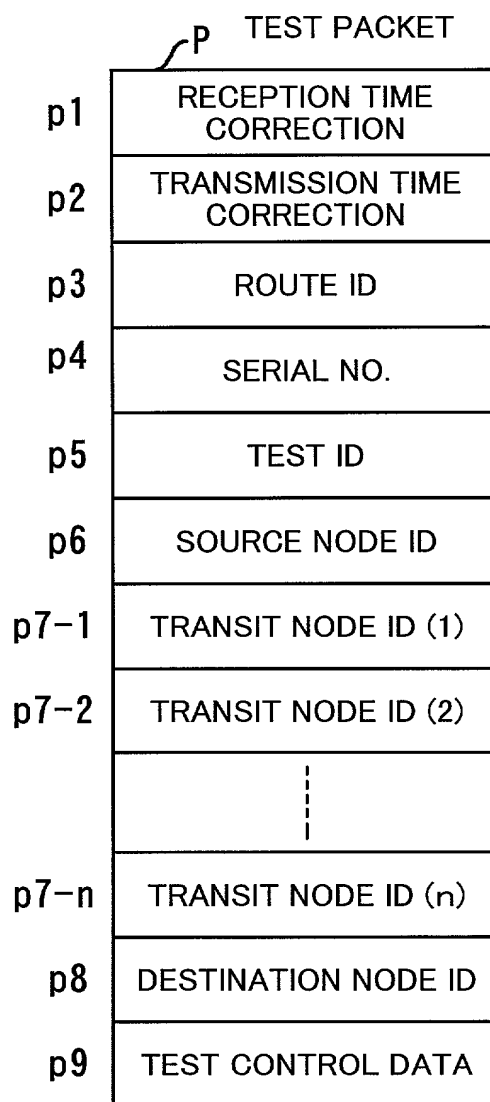 P TEST PACKET
p1 RECEPTION TIME
CORRECTION
p2 TRANSMISSION TIME
CORRECTION
p3 ROUTE ID
p4 SERIAL NO.
p5 TEST ID
p6 SOURCE NODE ID
p7-1 TRANSIT NODE ID (1)
p7-2 TRANSIT NODE ID (2)
p7-n TRANSIT NODE ID (n)
p8 DESTINATION NODE ID
p9 TEST CONTROL DATA